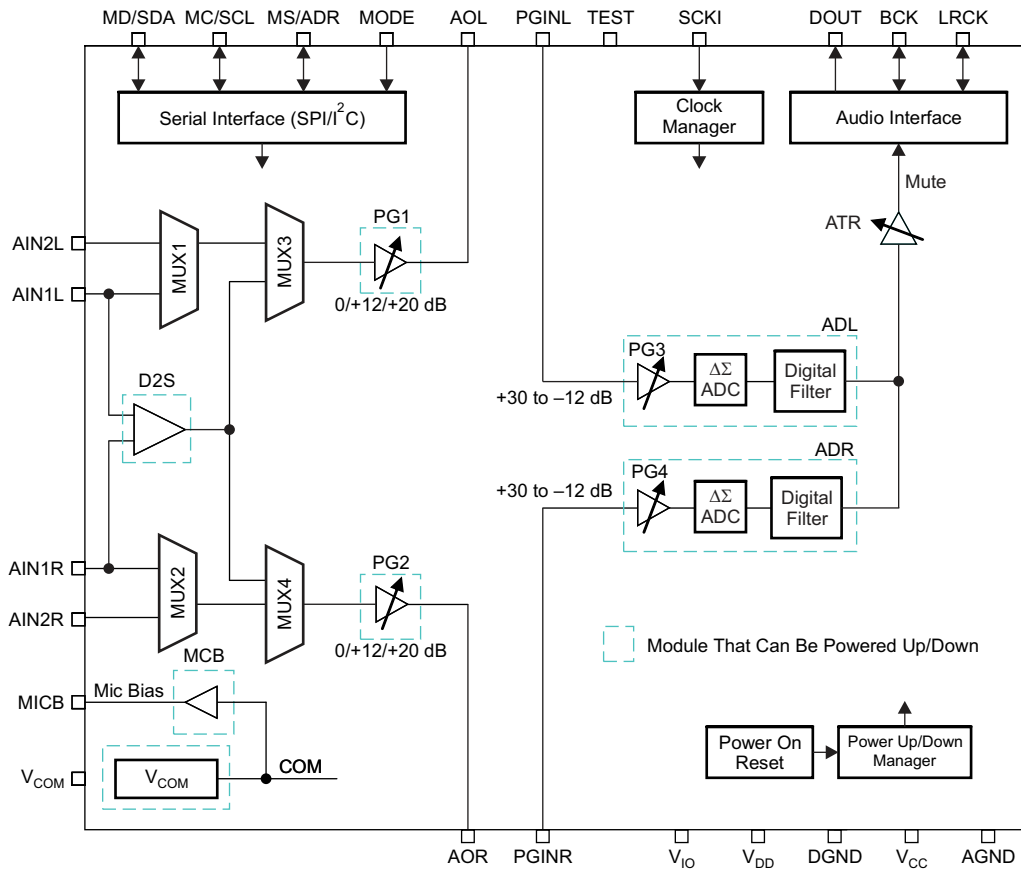 MD/SDA MC/SCL MS/ADR MODE AOL PGINL TEST SCKI DOUT BCK LRCK
Serial Interface (SPI/I²C)
Clock
Manager
Audio Interface
Mute
ATR
PG1
AIN2L
MUX1
MUX3
AIN1L
0/+12/+20 dB
ADL
PG3
ΔΣ
ADC
Digital
Filter
+30 to –12 dB
D2S
ADR
PG4
+30 to –12 dB
ΔΣ
ADC
Digital
Filter
AIN1R
MUX2
MUX4
PG2
AIN2R
0/+12/+20 dB
Module That Can Be Powered Up/Down
MCB
MICB
Mic Bias
Power On
Reset
Power Up/Down
Manager
VCOM
VCOM
COM
AOR PGINR VIO VDD DGND VCC AGND